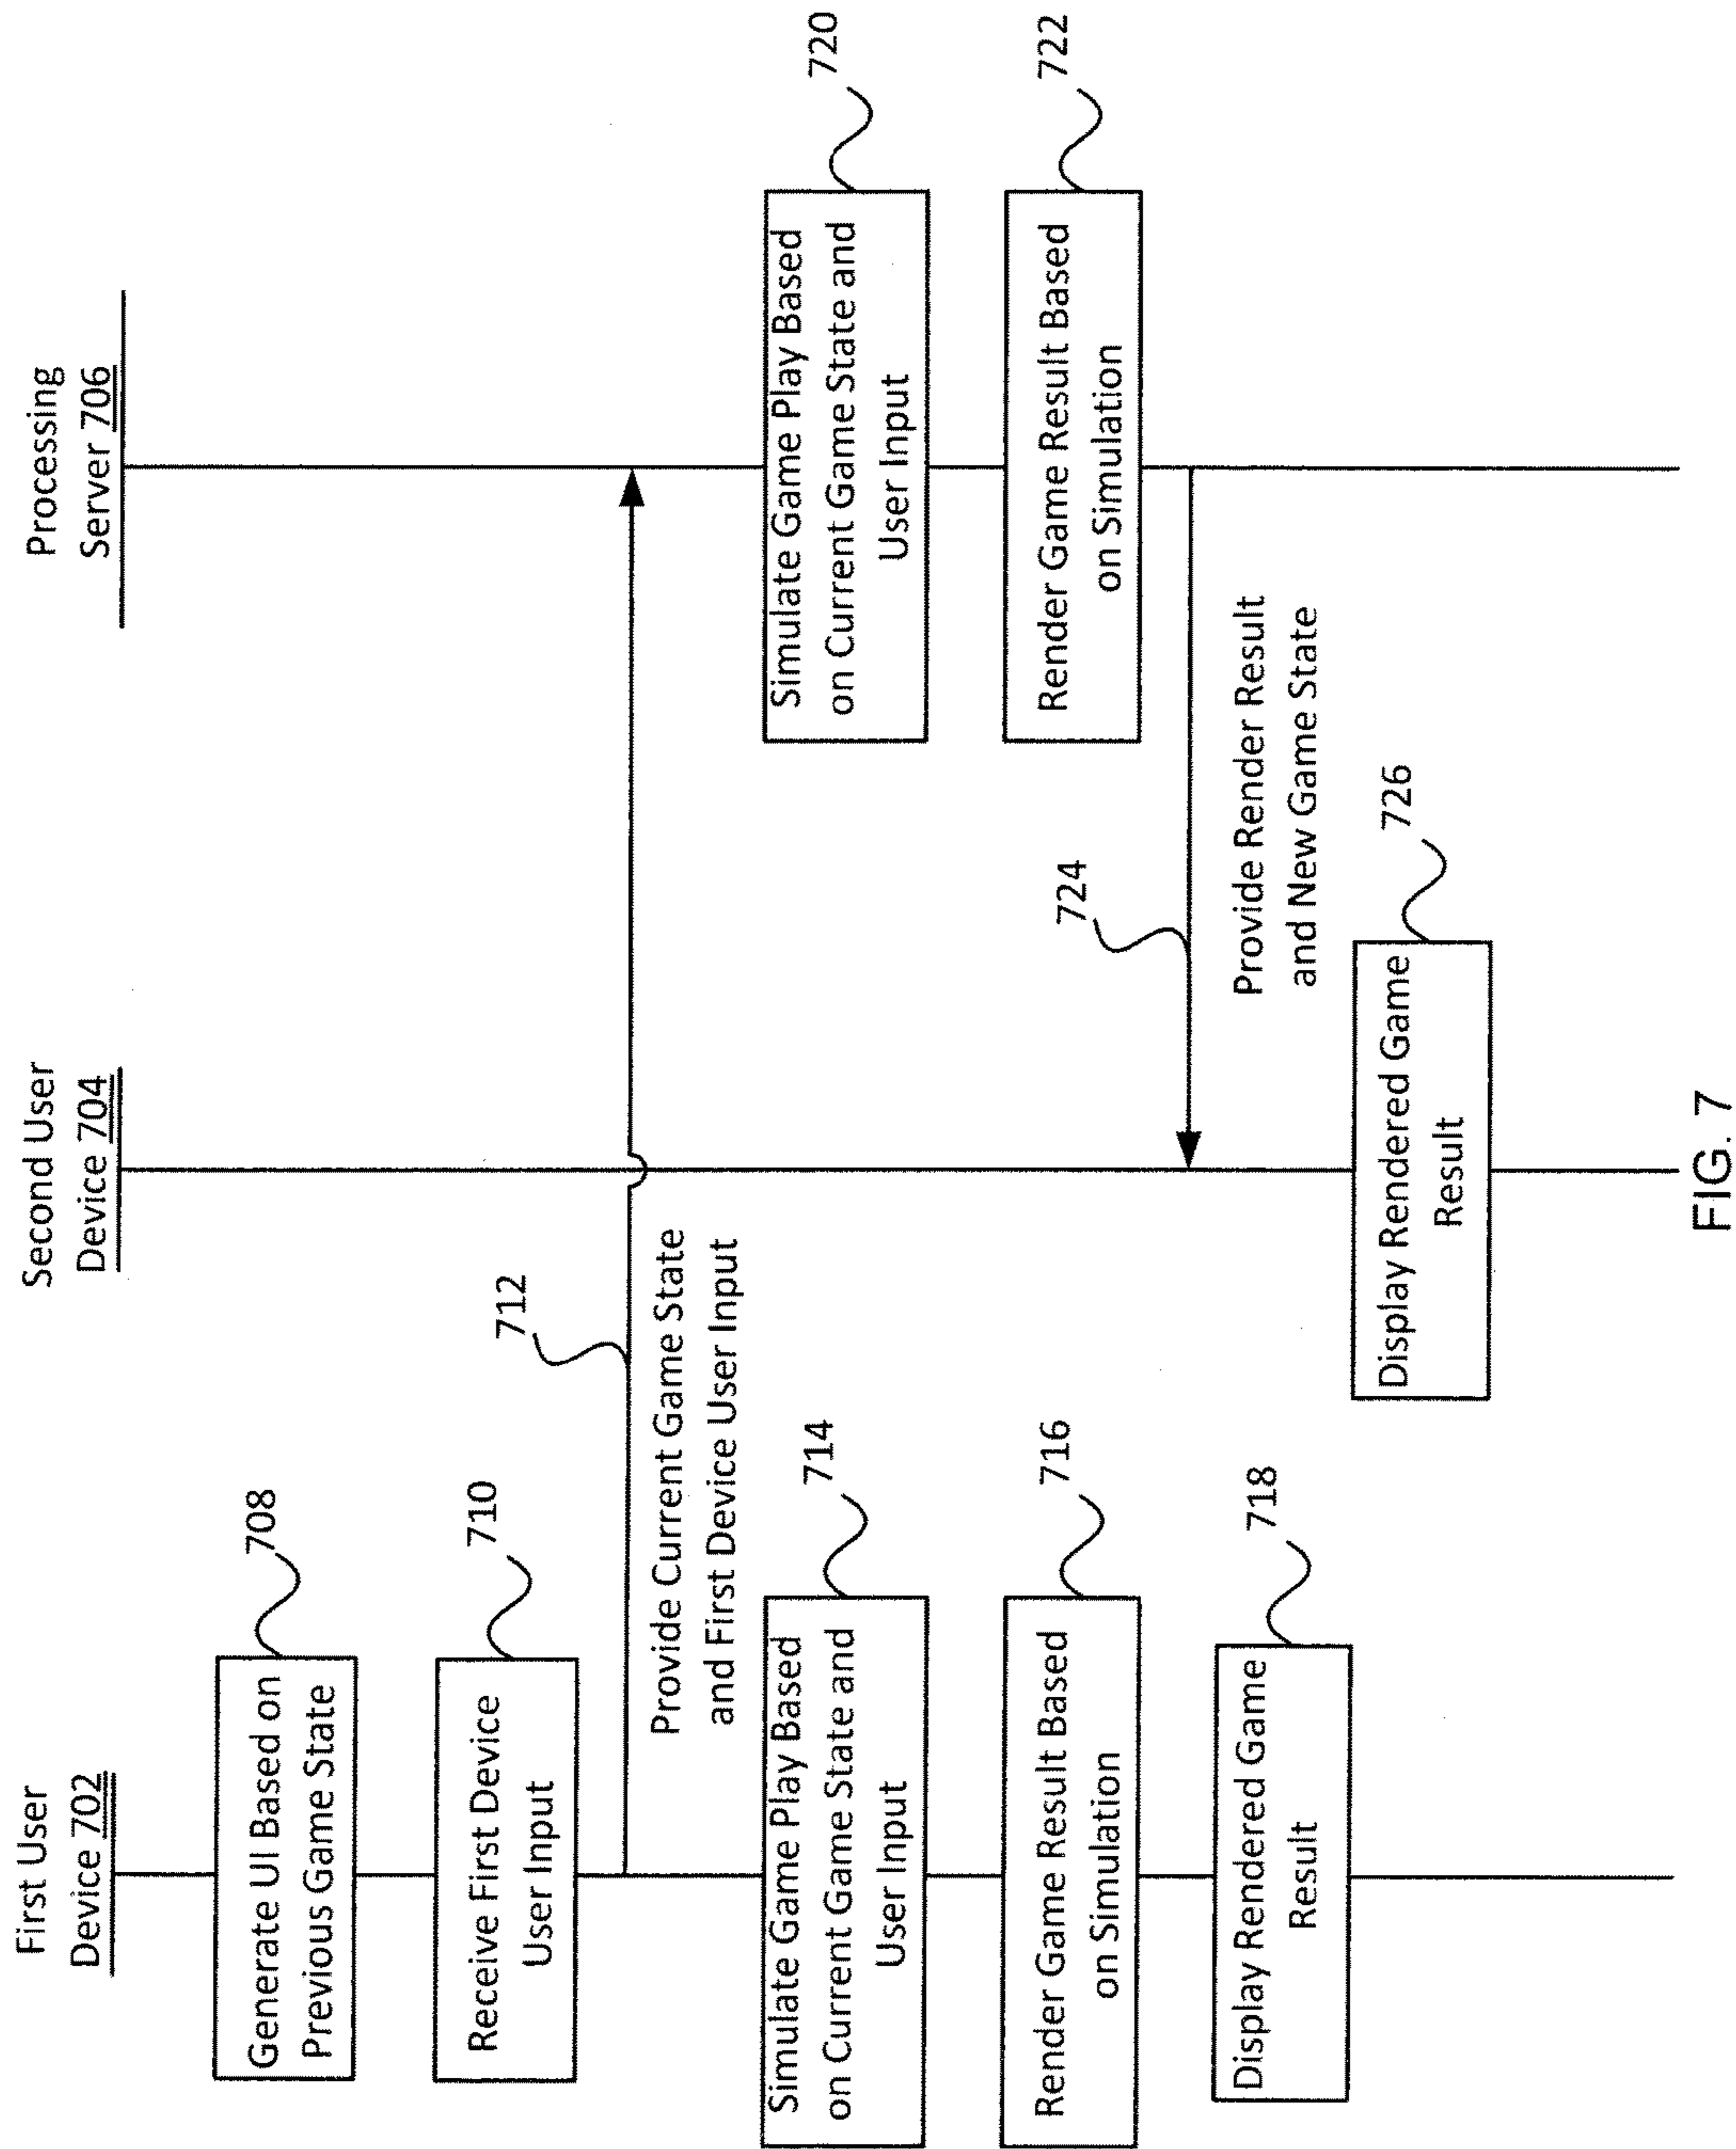 First User
Device 702
Second User
Device 704
Processing
Server 706
Generate UI Based on
Previous Game State
708
Receive First Device
User Input
710
712
Provide Current Game State
and First Device User Input
Simulate Game Play Based
on Current Game State and
User Input
714
Simulate Game Play Based
on Current Game State and
User Input
720
Render Game Result Based
on Simulation
716
Render Game Result Based
on Simulation
722
724
Provide Render Result
and New Game State
Display Rendered Game
Result
718
Display Rendered Game
Result
726
FIG. 7